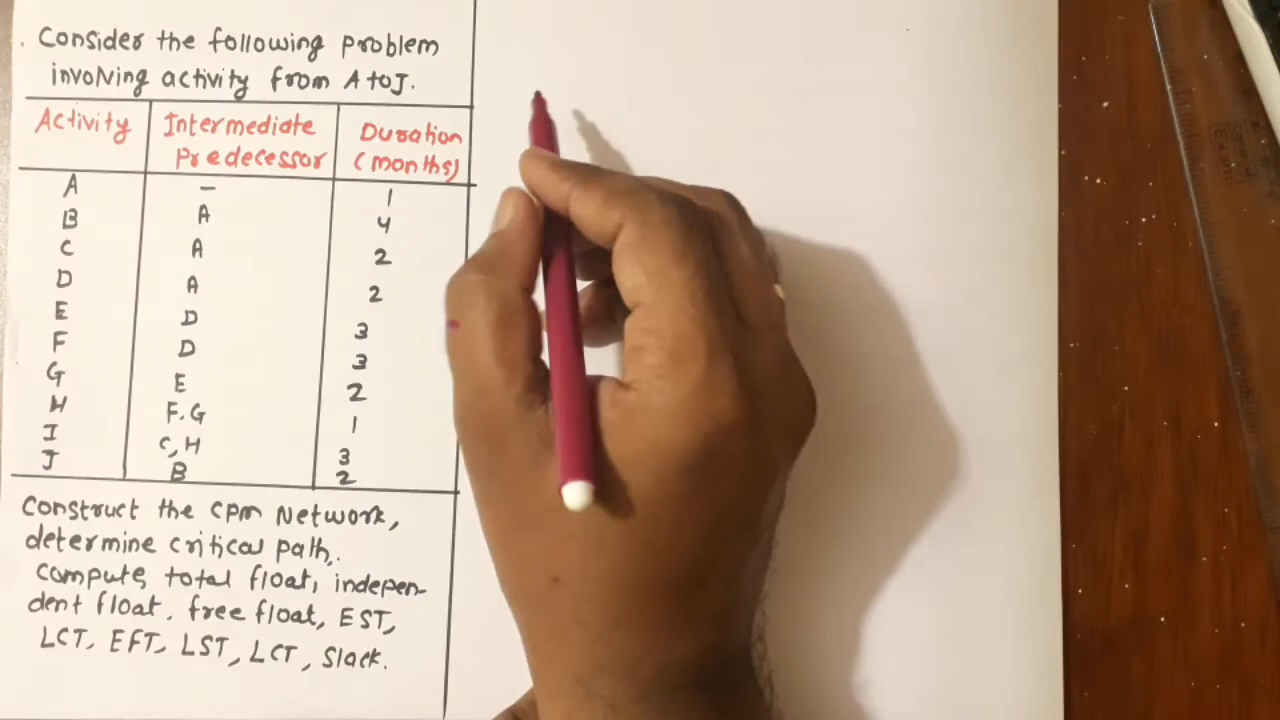 Consider the following problem
involving activity from A to J.
Activity Intermediate Predecessor Duration (months)
A - 1
B A 4
C A 2
D A 2
E D 3
F D 3
G E 2
H F,G 1
I C,H 3
J B 2
Construct the CPM Network,
determine critical path.
Compute total float, indepen-
dent float, free float, EST,
LCT, EFT, LST, LCT, Slack.